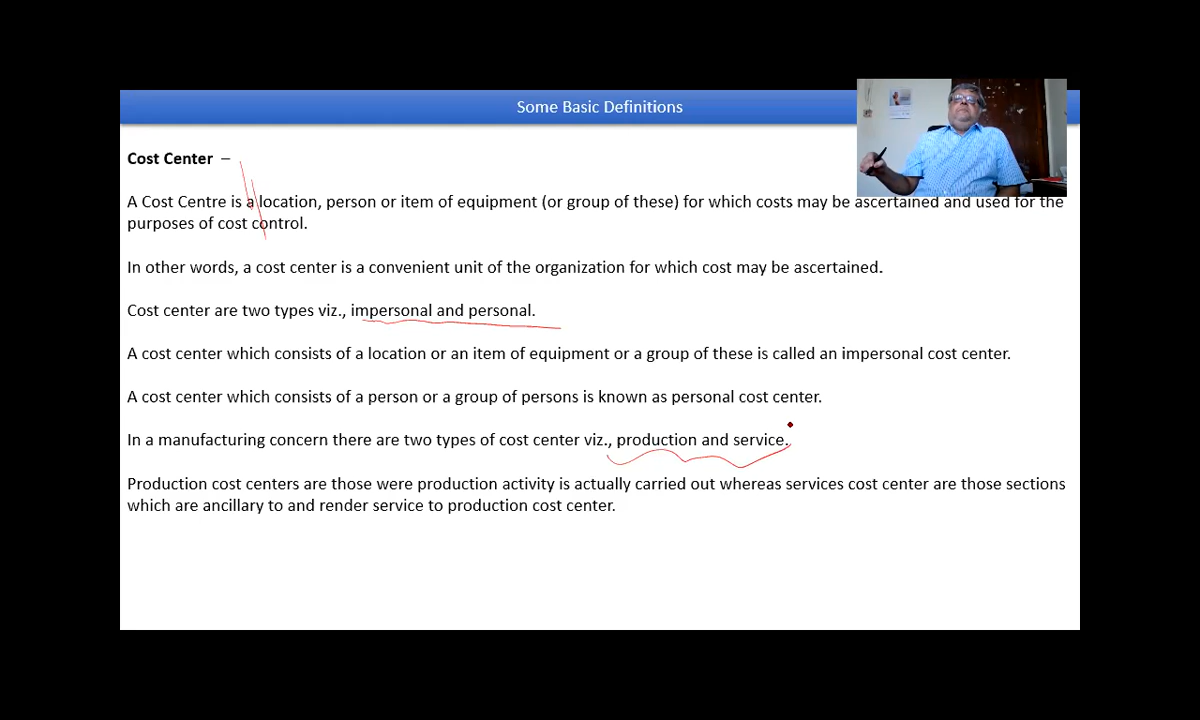 Some Basic Definitions
Cost Center –
A Cost Centre is a location, person or item of equipment (or group of these) for which costs may be ascertained and used for the
purposes of cost control.
In other words, a cost center is a convenient unit of the organization for which cost may be ascertained.
Cost center are two types viz., impersonal and personal.
A cost center which consists of a location or an item of equipment or a group of these is called an impersonal cost center.
A cost center which consists of a person or a group of persons is known as personal cost center.
In a manufacturing concern there are two types of cost center viz., production and service.
Production cost centers are those were production activity is actually carried out whereas services cost center are those sections
which are ancillary to and render service to production cost center.